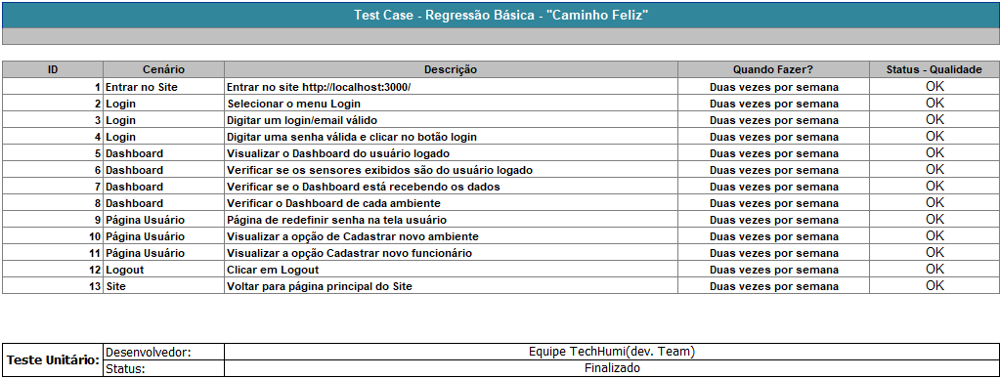 Test Case - Regressão Básica - "Caminho Feliz"
ID Cenário Descrição Quando Fazer? Status - Qualidade
1 Entrar no Site Entrar no site http://localhost:3000/ Duas vezes por semana OK
2 Login Selecionar o menu Login Duas vezes por semana OK
3 Login Digitar um login/email válido Duas vezes por semana OK
4 Login Digitar uma senha válida e clicar no botão login Duas vezes por semana OK
5 Dashboard Visualizar o Dashboard do usuário logado Duas vezes por semana OK
6 Dashboard Verificar se os sensores exibidos são do usuário logado Duas vezes por semana OK
7 Dashboard Verificar se o Dashboard está recebendo os dados Duas vezes por semana OK
8 Dashboard Verificar o Dashboard de cada ambiente Duas vezes por semana OK
9 Página Usuário Página de redefinir senha na tela usuário Duas vezes por semana OK
10 Página Usuário Visualizar a opção de Cadastrar novo ambiente Duas vezes por semana OK
11 Página Usuário Visualizar a opção Cadastrar novo funcionário Duas vezes por semana OK
12 Logout Clicar em Logout Duas vezes por semana OK
13 Site Voltar para página principal do Site Duas vezes por semana OK
Teste Unitário:
Desenvolvedor: Equipe TechHumi(dev. Team)
Status: Finalizado